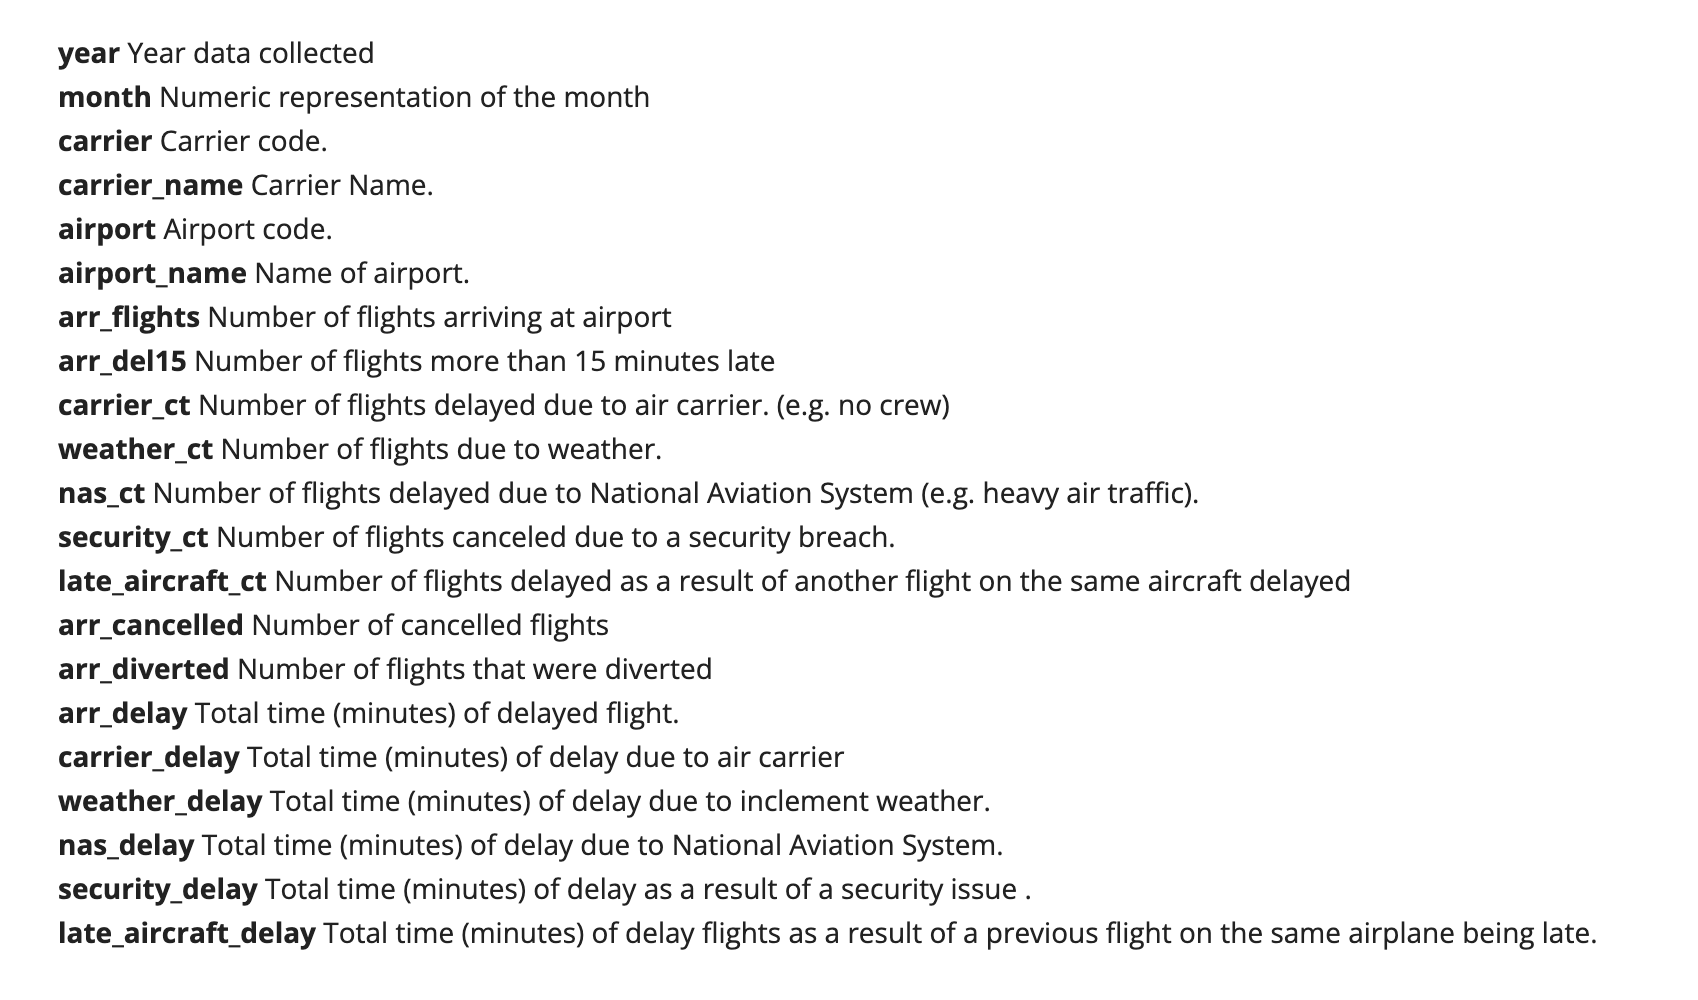 year Year data collected
month Numeric representation of the month
carrier Carrier code.
carrier_name Carrier Name.
airport Airport code.
airport_name Name of airport.
arr_flights Number of flights arriving at airport
arr_del15 Number of flights more than 15 minutes late
carrier_ct Number of flights delayed due to air carrier. (e.g. no crew)
weather_ct Number of flights due to weather.
nas_ct Number of flights delayed due to National Aviation System (e.g. heavy air traffic).
security_ct Number of flights canceled due to a security breach.
late_aircraft_ct Number of flights delayed as a result of another flight on the same aircraft delayed
arr_cancelled Number of cancelled flights
arr_diverted Number of flights that were diverted
arr_delay Total time (minutes) of delayed flight.
carrier_delay Total time (minutes) of delay due to air carrier
weather_delay Total time (minutes) of delay due to inclement weather.
nas_delay Total time (minutes) of delay due to National Aviation System.
security_delay Total time (minutes) of delay as a result of a security issue .
late_aircraft_delay Total time (minutes) of delay flights as a result of a previous flight on the same airplane being late.